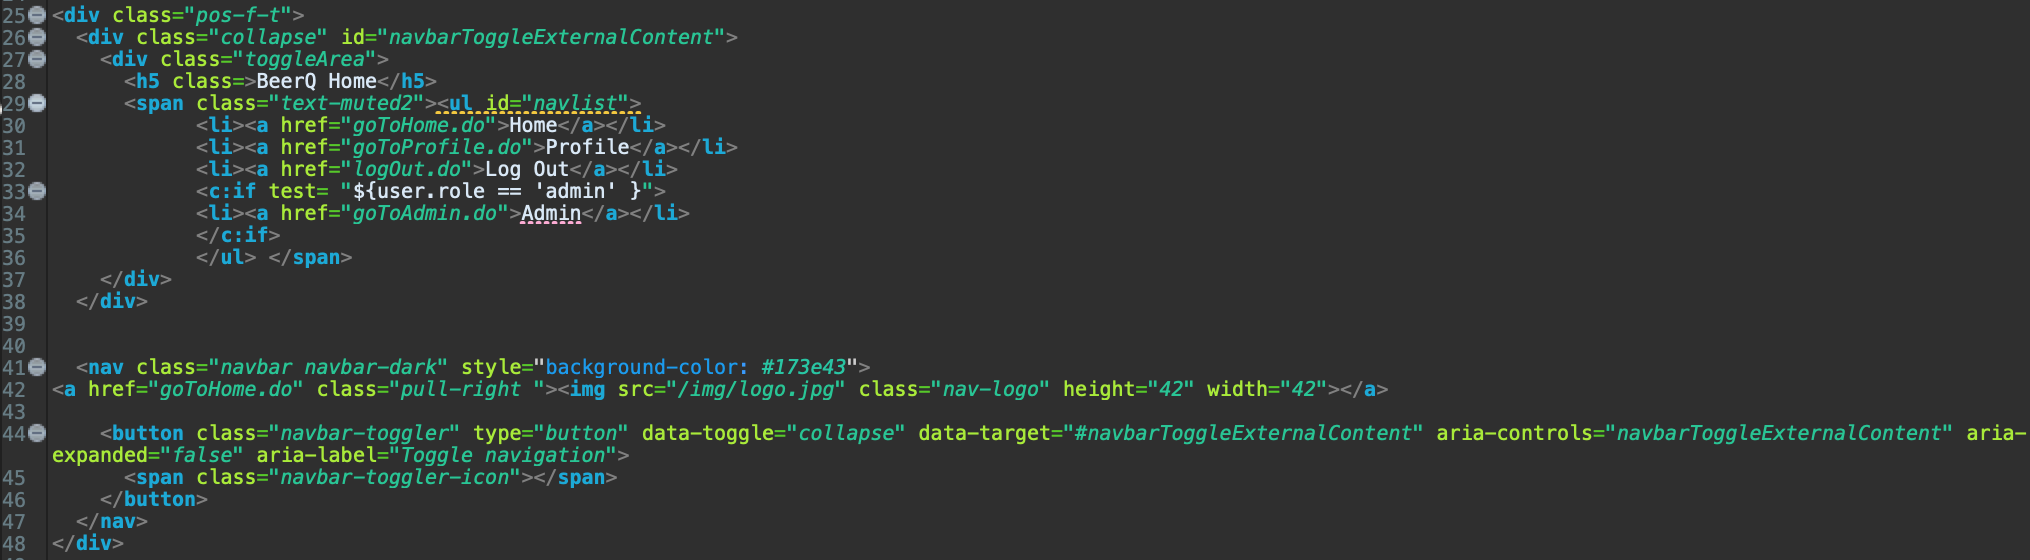 25 <div class="pos-f-t">
26 <div class="collapse" id="navbarToggleExternalContent">
27 <div class="toggleArea">
28 <h5 class=>BeerQ Home</h5>
29 <span class="text-muted2"><ul id="navlist">
30 <li><a href="goToHome.do">Home</a></li>
31 <li><a href="goToProfile.do">Profile</a></li>
32 <li><a href="logOut.do">Log Out</a></li>
33 <c:if test= "${user.role == 'admin' }">
34 <li><a href="goToAdmin.do">Admin</a></li>
35 </c:if>
36 </ul> </span>
37 </div>
38 </div>
39
40
41 <nav class="navbar navbar-dark" style="background-color: #173e43">
42 <a href="goToHome.do" class="pull-right "><img src="/img/logo.jpg" class="nav-logo" height="42" width="42"></a>
43
44 <button class="navbar-toggler" type="button" data-toggle="collapse" data-target="#navbarToggleExternalContent" aria-controls="navbarToggleExternalContent" aria-
expanded="false" aria-label="Toggle navigation">
45 <span class="navbar-toggler-icon"></span>
46 </button>
47 </nav>
48 </div>